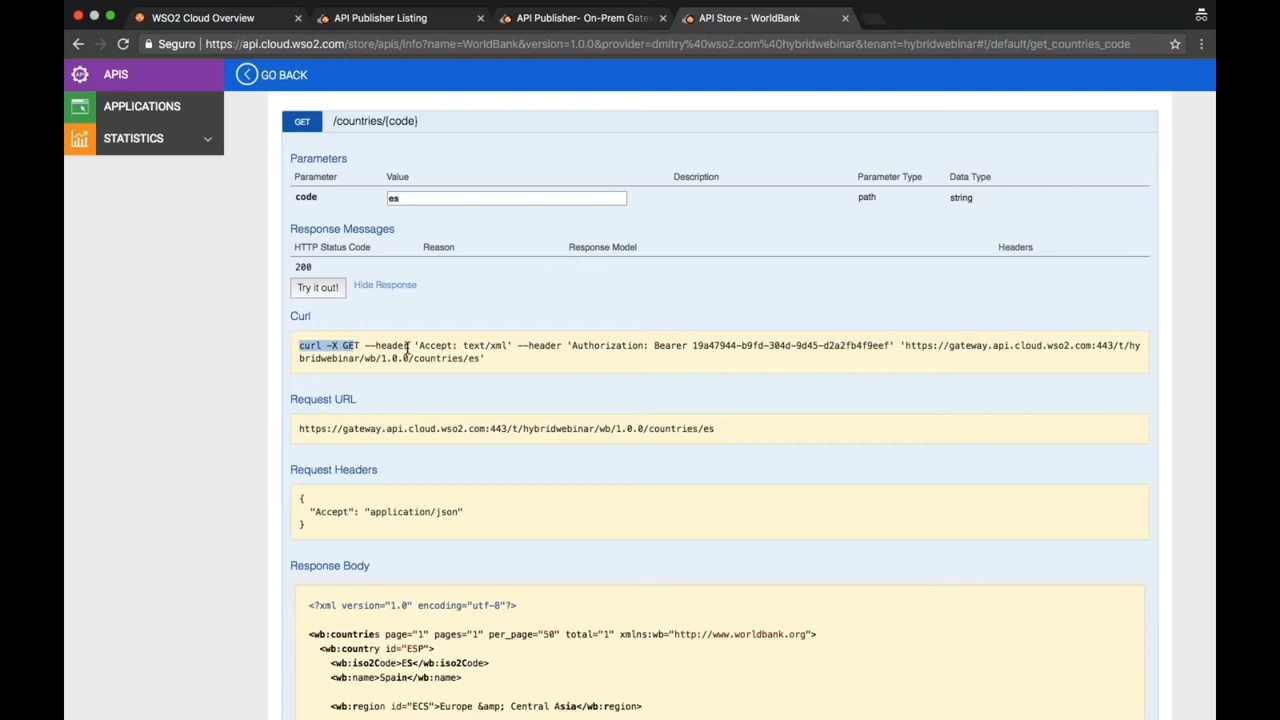 WSO2 Cloud Overview
API Publisher Listing
API Publisher- On-Prem Gatew
API Store - WorldBank
Seguro
https://api.cloud.wso2.com/store/apis/info?name=WorldBank&version=1.0.0&provider=dmitry%40wso2.com%40hybridwebinar&tenant=hybridwebinar#!/default/get_countries_code
APIS
GO BACK
APPLICATIONS
STATISTICS
GET /countries/{code}
Parameters
Parameter Value Description Parameter Type Data Type
code es path string
Response Messages
HTTP Status Code Reason Response Model Headers
200
Try it out! Hide Response
Curl
curl -X GET --header 'Accept: text/xml' --header 'Authorization: Bearer 19a47944-b9fd-304d-9d45-d2a2fb4f9eef' 'https://gateway.api.cloud.wso2.com:443/t/hy
bridwebinar/wb/1.0.0/countries/es'
Request URL
https://gateway.api.cloud.wso2.com:443/t/hybridwebinar/wb/1.0.0/countries/es
Request Headers
{
"Accept": "application/json"
}
Response Body
<?xml version="1.0" encoding="utf-8"?>
<wb:countries page="1" pages="1" per_page="50" total="1" xmlns:wb="http://www.worldbank.org">
<wb:country id="ESP">
<wb:iso2Code>ES</wb:iso2Code>
<wb:name>Spain</wb:name>
<wb:region id="ECS">Europe &amp; Central Asia</wb:region>